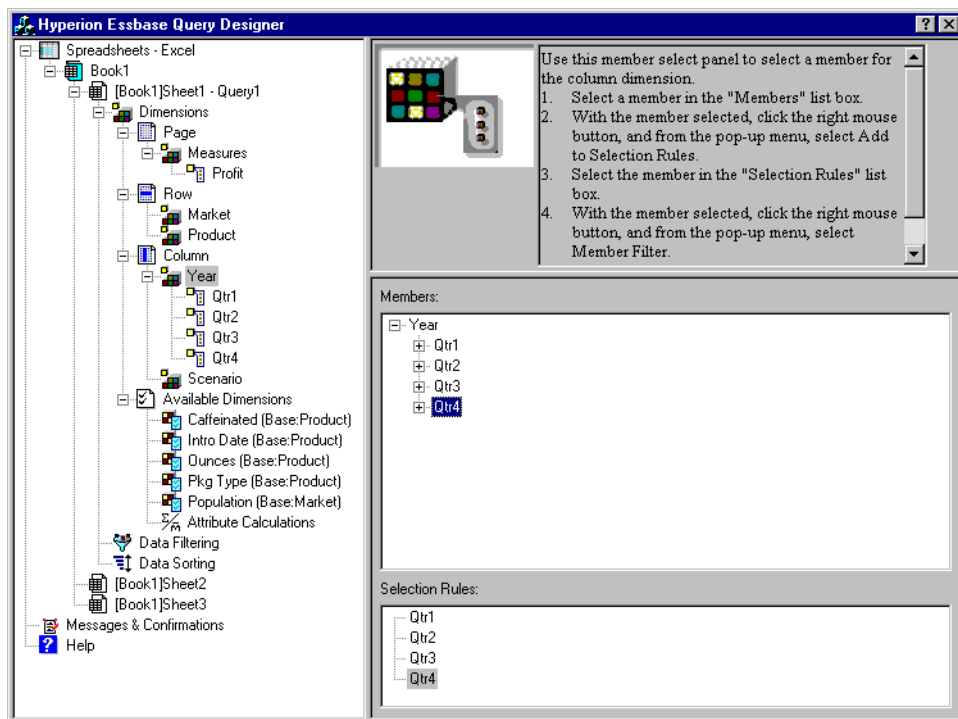 Hyperion Essbase Query Designer
Spreadsheets - Excel
Book1
[Book1]Sheet1 - Query1
Dimensions
Page
Measures
Profit
Row
Market
Product
Column
Year
Qtr1
Qtr2
Qtr3
Qtr4
Scenario
Available Dimensions
Caffeinated (Base:Product)
Intro Date (Base:Product)
Ounces (Base:Product)
Pkg Type (Base:Product)
Population (Base:Market)
Attribute Calculations
Data Filtering
Data Sorting
[Book1]Sheet2
[Book1]Sheet3
Messages & Confirmations
Help
Use this member select panel to select a member for
the column dimension.
1. Select a member in the "Members" list box.
2. With the member selected, click the right mouse
button, and from the pop-up menu, select Add
to Selection Rules.
3. Select the member in the "Selection Rules" list
box.
4. With the member selected, click the right mouse
button, and from the pop-up menu, select
Member Filter.
Members:
Year
Qtr1
Qtr2
Qtr3
Qtr4
Selection Rules:
Qtr1
Qtr2
Qtr3
Qtr4